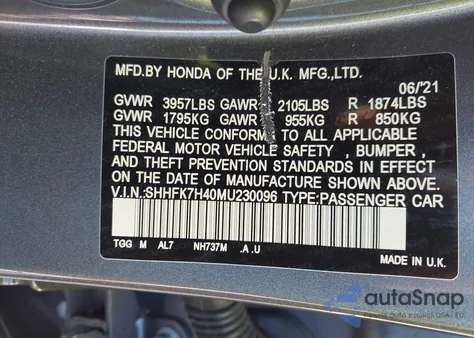 MFD.BY HONDA OF THE U.K. MFG.,LTD.
06/'21
GVWR 3957LBS GAWR 2105LBS R 1874LBS
GVWR 1795KG GAWR 955KG R 850KG
THIS VEHICLE CONFORMS TO ALL APPLICABLE
FEDERAL MOTOR VEHICLE SAFETY , BUMPER ,
AND THEFT PREVENTION STANDARDS IN EFFECT
ON THE DATE OF MANUFACTURE SHOWN ABOVE.
V.I.N:SHHFK7H40MU230096 TYPE:PASSENGER CAR
TGG M AL7 NH737M .A .U MADE IN U.K.
autoSnap